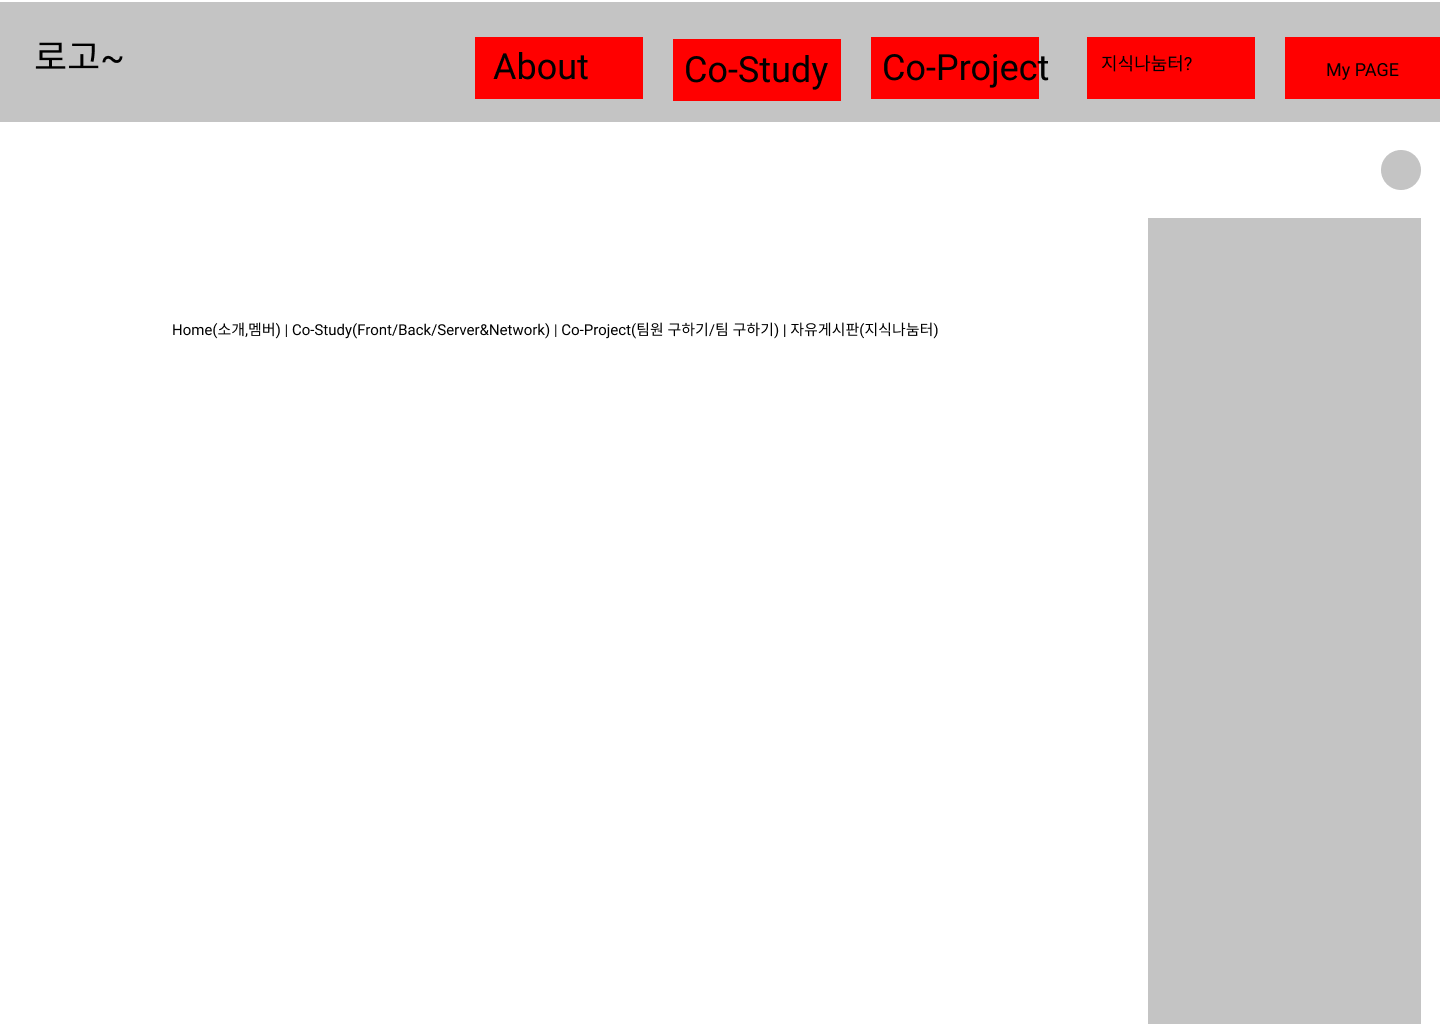 로고~
About
Co-Study
Co-Project
지식나눔터?
My PAGE
Home(소개,멤버) | Co-Study(Front/Back/Server&Network) | Co-Project(팀원 구하기/팀 구하기) | 자유게시판(지식나눔터)